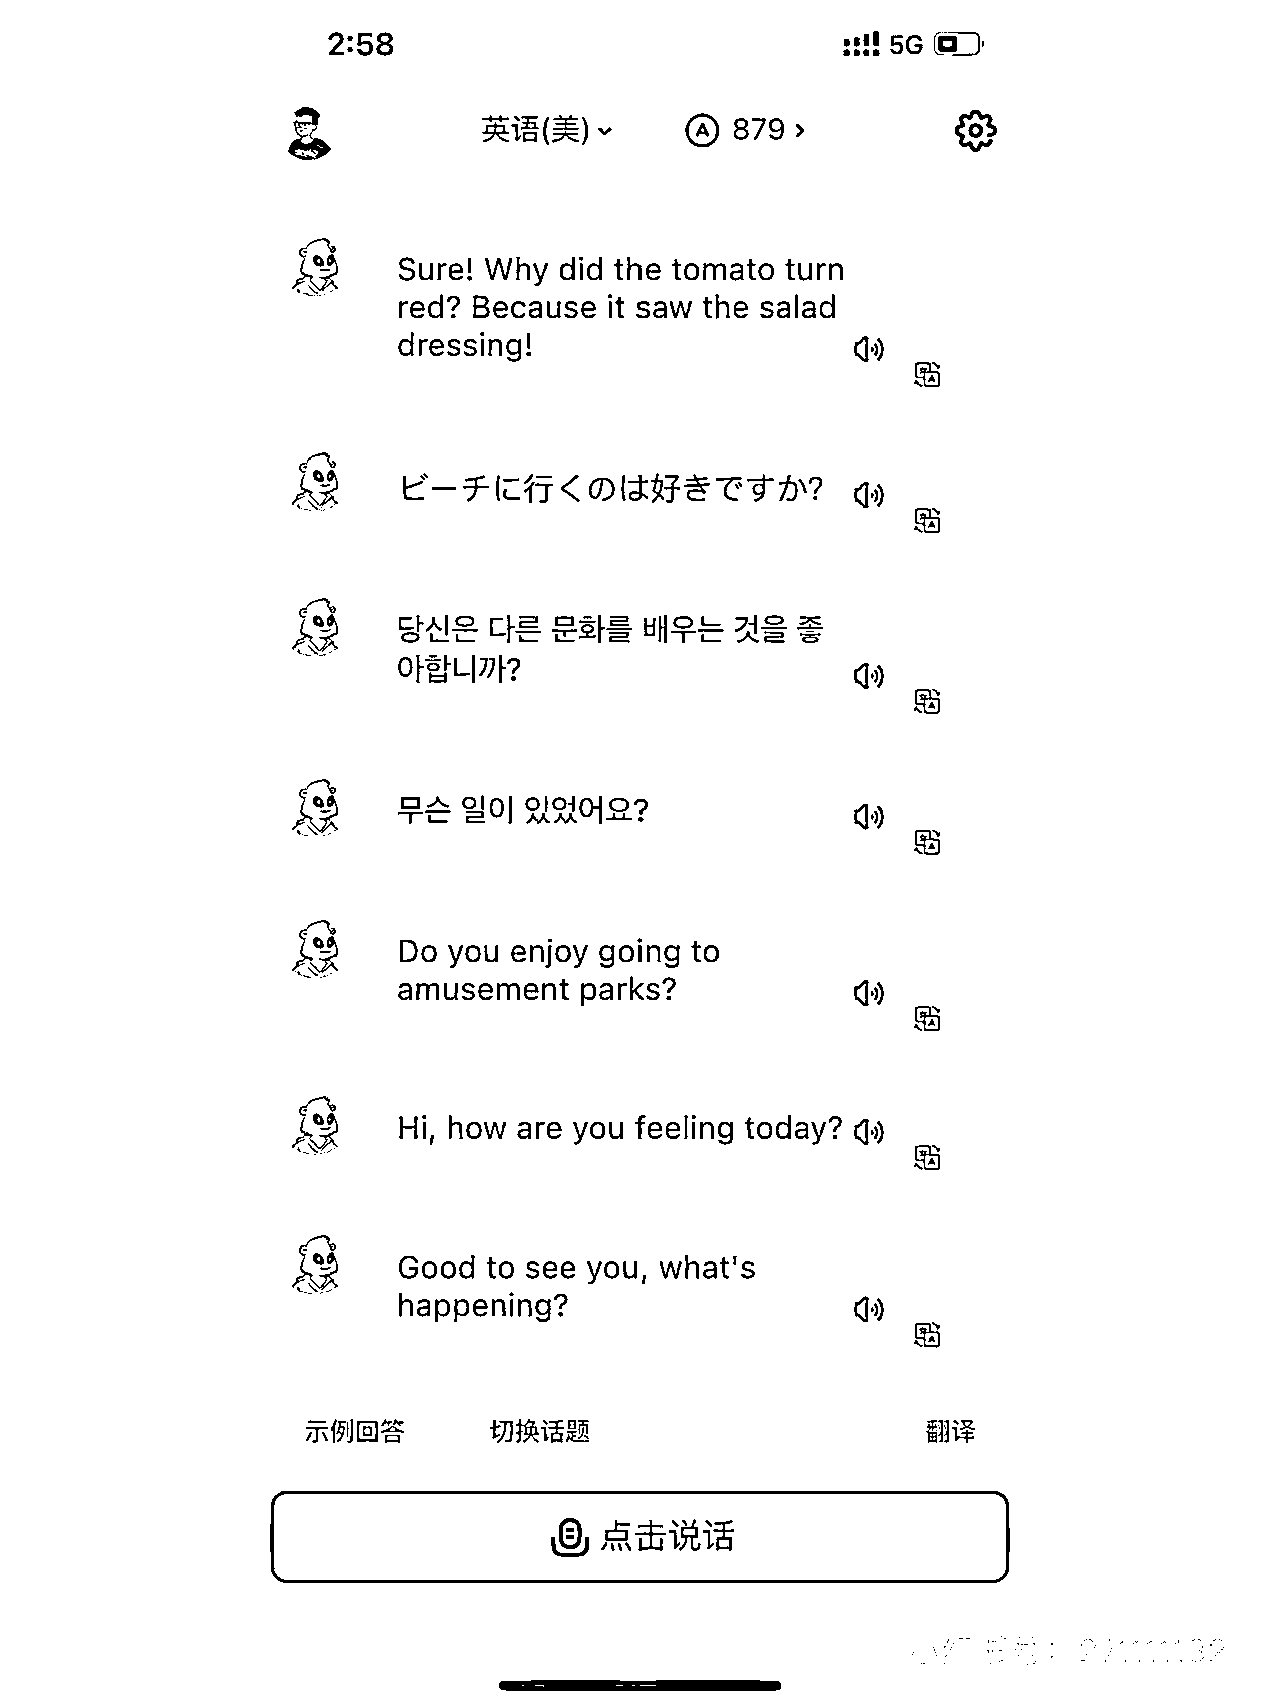 2:58
5G
英语(美)
A 879
Sure! Why did the tomato turn
red? Because it saw the salad
dressing!
ビーチに行くのは好きですか?
당신은 다른 문화를 배우는 것을 좋
아합니까?
무슨 일이 있었어요?
Do you enjoy going to
amusement parks?
Hi, how are you feeling today?
Good to see you, what's
happening?
示例回答 切换话题 翻译
点击说话